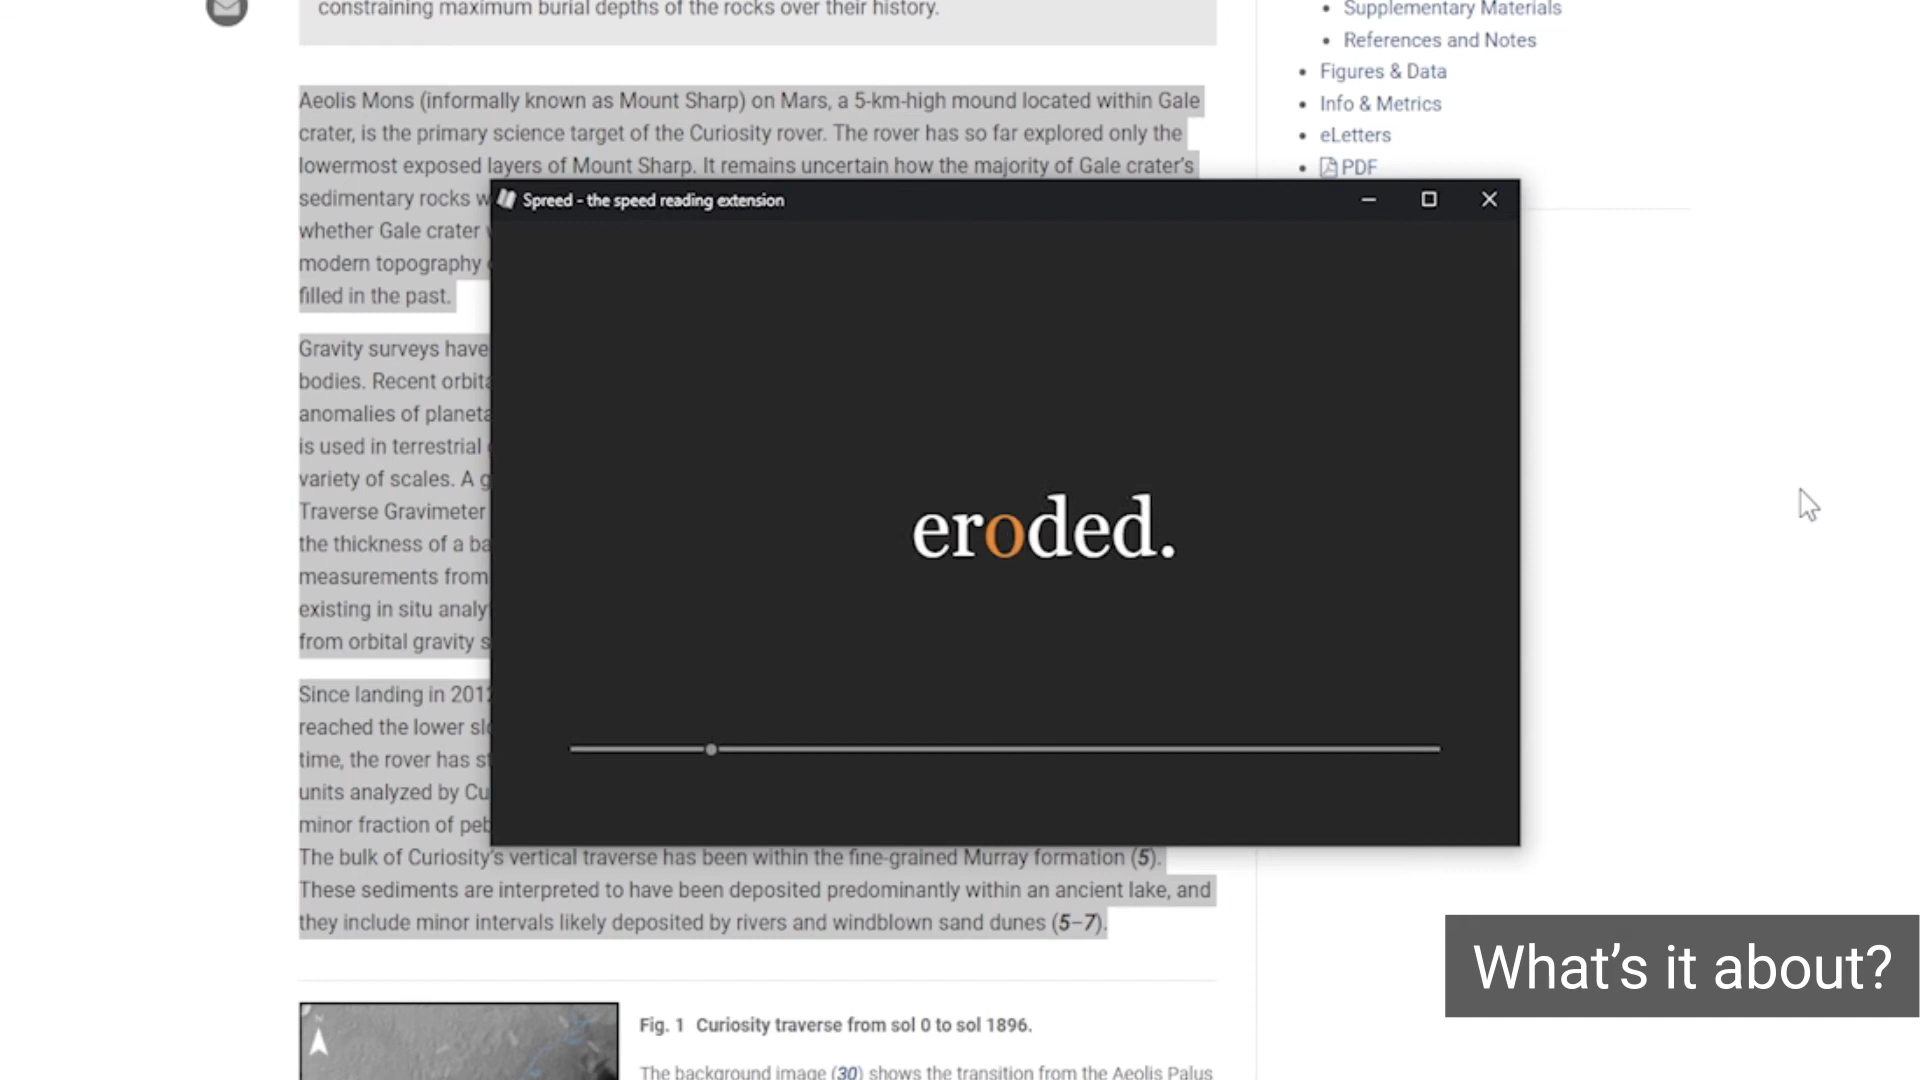 constraining maximum burial depths of the rocks over their history.
Aeolis Mons (informally known as Mount Sharp) on Mars, a 5-km-high mound located within Gale
crater, is the primary science target of the Curiosity rover. The rover has so far explored only the
lowermost exposed layers of Mount Sharp. It remains uncertain how the majority of Gale crater's
sedimentary rocks w
whether Gale crater
modern topography
filled in the past.
Gravity surveys have
bodies. Recent orbita
anomalies of planeta
is used in terrestrial
variety of scales. A g
Traverse Gravimeter
the thickness of a ba
measurements from
existing in situ analy
from orbital gravity s
Since landing in 2012
reached the lower slo
time, the rover has st
units analyzed by Cu
minor fraction of peb
The bulk of Curiosity's vertical traverse has been within the fine-grained Murray formation (5).
These sediments are interpreted to have been deposited predominantly within an ancient lake, and
they include minor intervals likely deposited by rivers and windblown sand dunes (5–7).
Fig. 1 Curiosity traverse from sol 0 to sol 1896.
The background image (30) shows the transition from the Aeolis Palus
N
Supplementary Materials
References and Notes
Figures & Data
Info & Metrics
eLetters
PDF
Spreed - the speed reading extension
eroded.
What's it about?